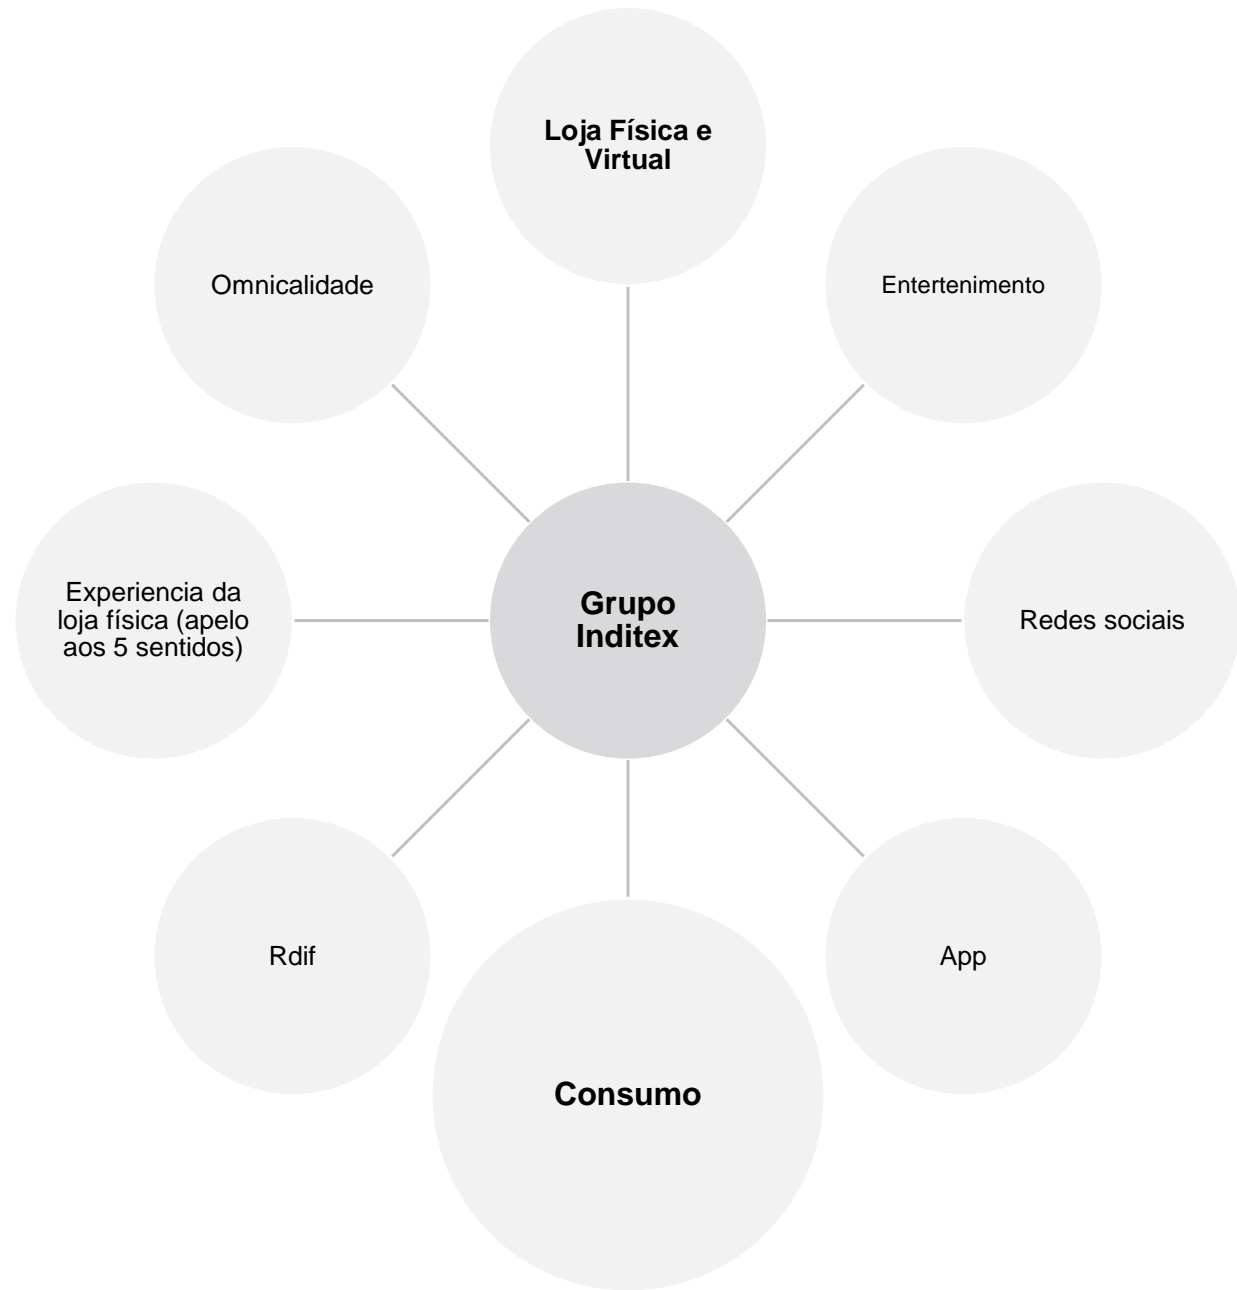 Loja Física e
Virtual
Omnicalidade
Entertenimento
Experiencia da
loja física (apelo
aos 5 sentidos)
Grupo
Inditex
Redes sociais
Rdif
App
Consumo